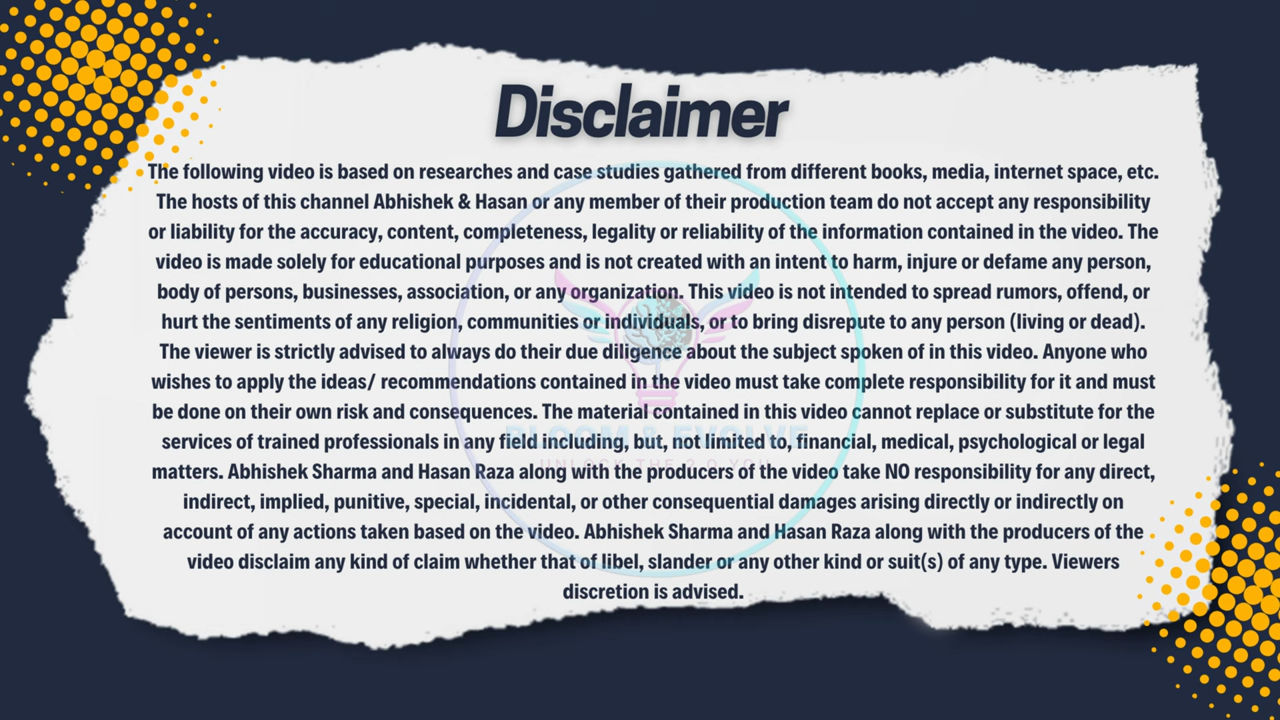 Disclaimer
The following video is based on researches and case studies gathered from different books, media, internet space, etc.
The hosts of this channel Abhishek & Hasan or any member of their production team do not accept any responsibility
or liability for the accuracy, content, completeness, legality or reliability of the information contained in the video. The
video is made solely for educational purposes and is not created with an intent to harm, injure or defame any person,
body of persons, businesses, association, or any organization. This video is not intended to spread rumors, offend, or
hurt the sentiments of any religion, communities or individuals, or to bring disrepute to any person (living or dead).
The viewer is strictly advised to always do their due diligence about the subject spoken of in this video. Anyone who
wishes to apply the ideas/ recommendations contained in the video must take complete responsibility for it and must
be done on their own risk and consequences. The material contained in this video cannot replace or substitute for the
services of trained professionals in any field including, but, not limited to, financial, medical, psychological or legal
matters. Abhishek Sharma and Hasan Raza along with the producers of the video take NO responsibility for any direct,
indirect, implied, punitive, special, incidental, or other consequential damages arising directly or indirectly on
account of any actions taken based on the video. Abhishek Sharma and Hasan Raza along with the producers of the
video disclaim any kind of claim whether that of libel, slander or any other kind or suit(s) of any type. Viewers
discretion is advised.
BLOOM & EVOLVE
UNLOCK THE 2.0 YOU